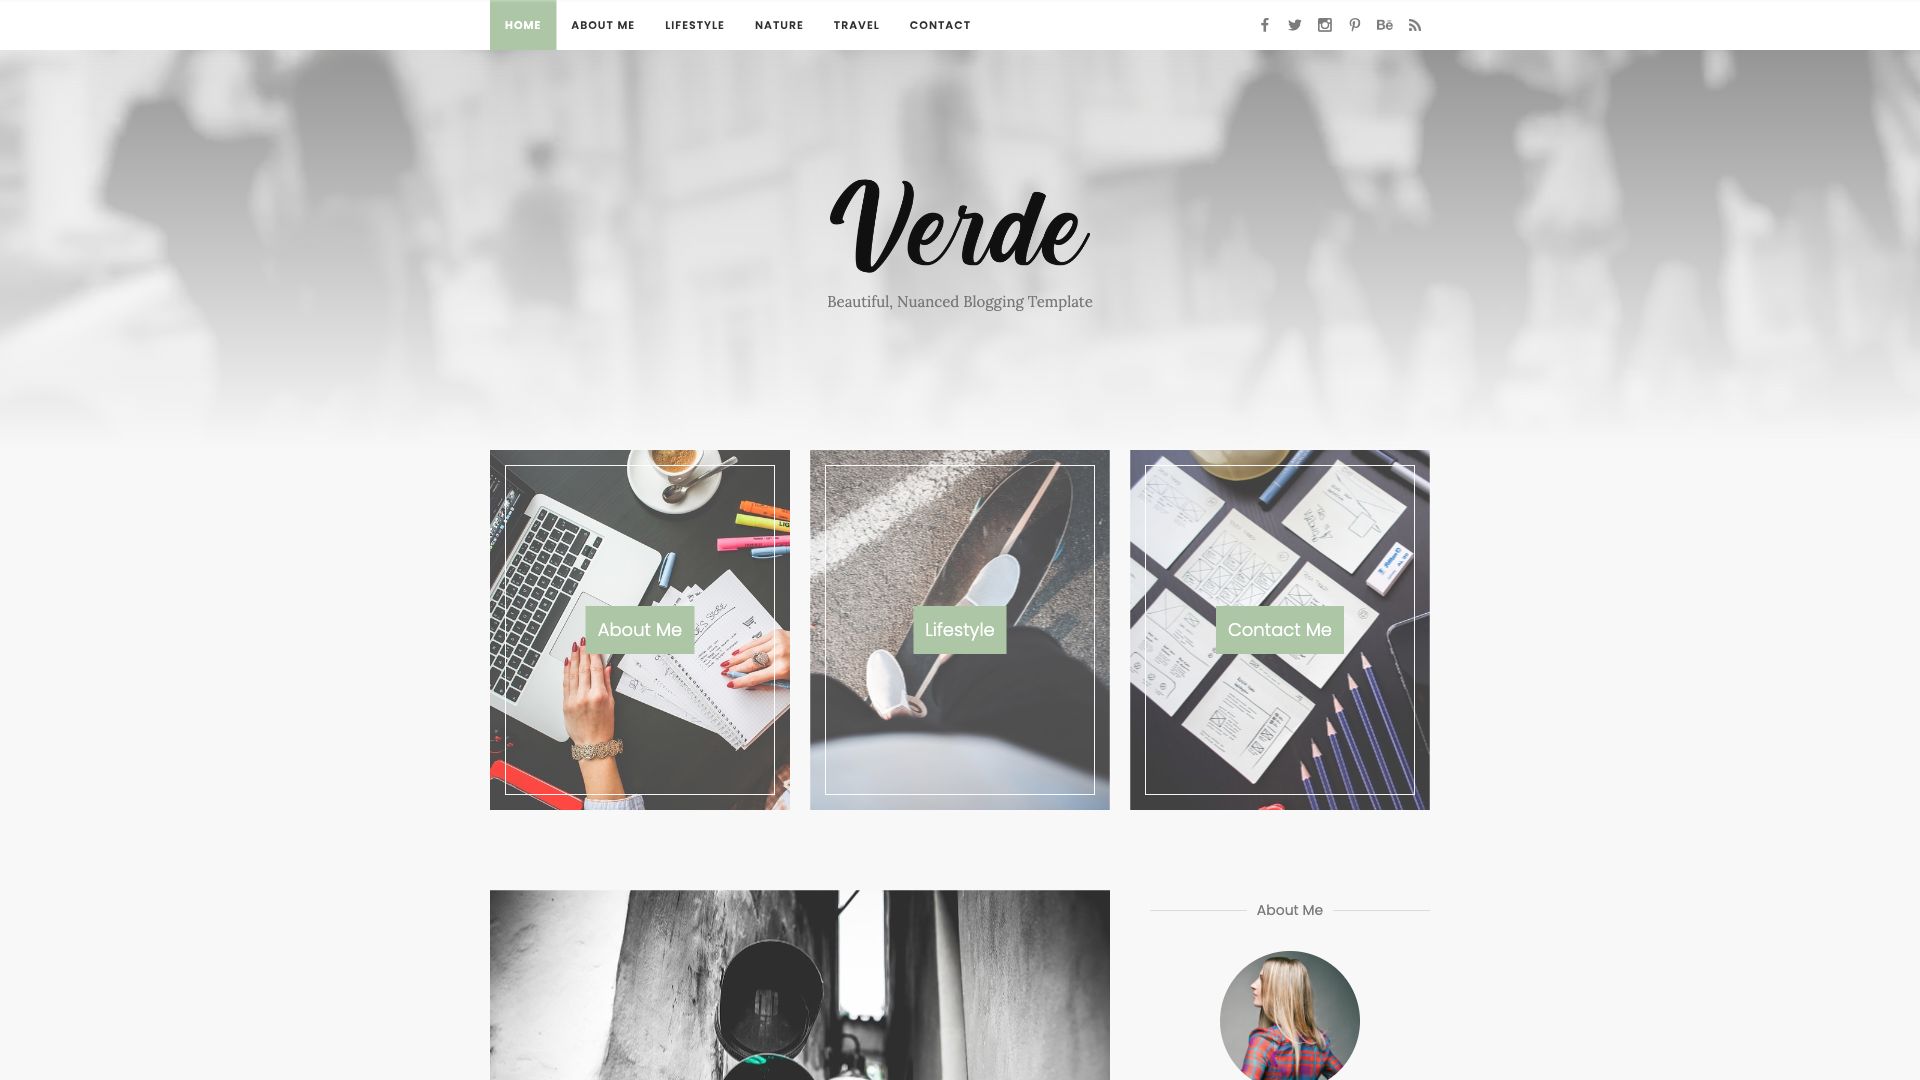 HOME ABOUT ME LIFESTYLE NATURE TRAVEL CONTACT
Bē
Verde
Beautiful, Nuanced Blogging Template
About Me
Lifestyle
Contact Me
About Me